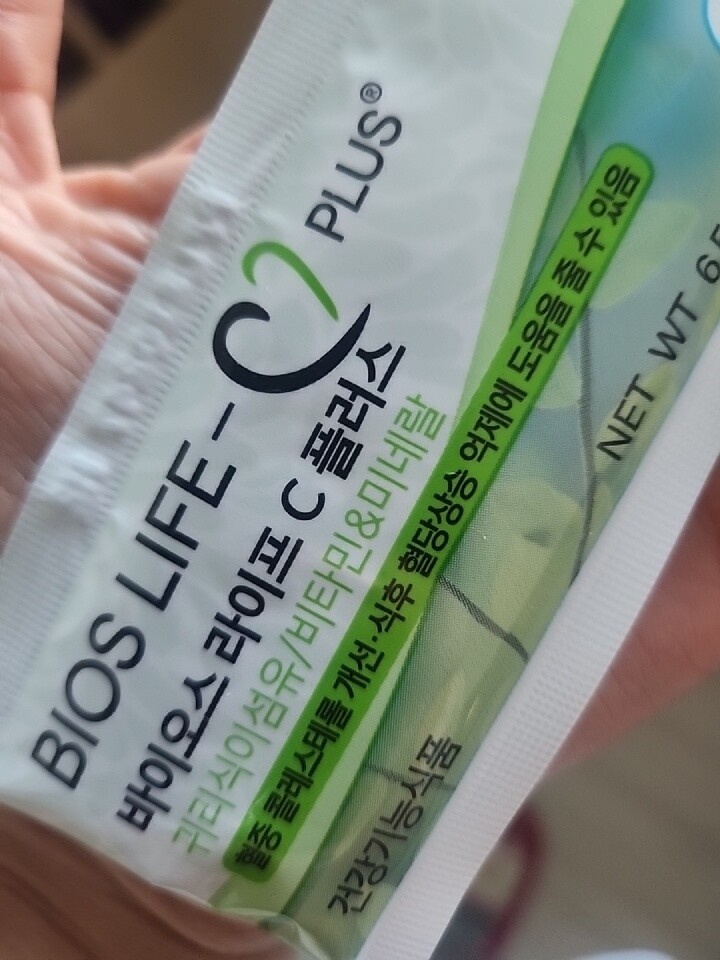 BIOS LIFE-C PLUS®
바이오스 라이프 C 플러스
귀리식이섬유/비타민&미네랄
혈중 콜레스테롤 개선·식후 혈당상승 억제에 도움을 줄 수 있음
건강기능식품
NET WT